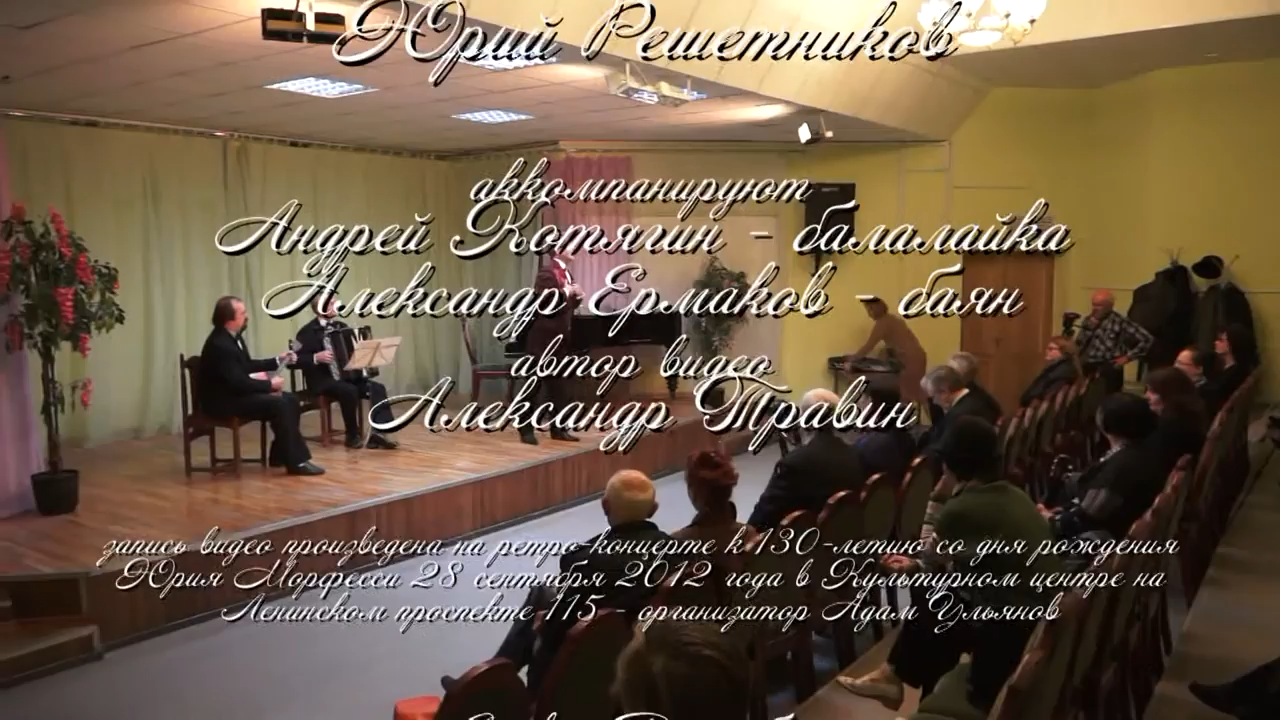 Юрий Решетников
аккомпанируют
Андрей Котягин - балалайка
Александр Ермаков - баян
автор видео
Александр Травин
запись видео произведена на ретро-концерте к 130-летию со дня рождения
Юрия Морфесси 28 сентября 2012 года в Культурном центре на
Ленинском проспекте 115 - организатор Адам Ульянов